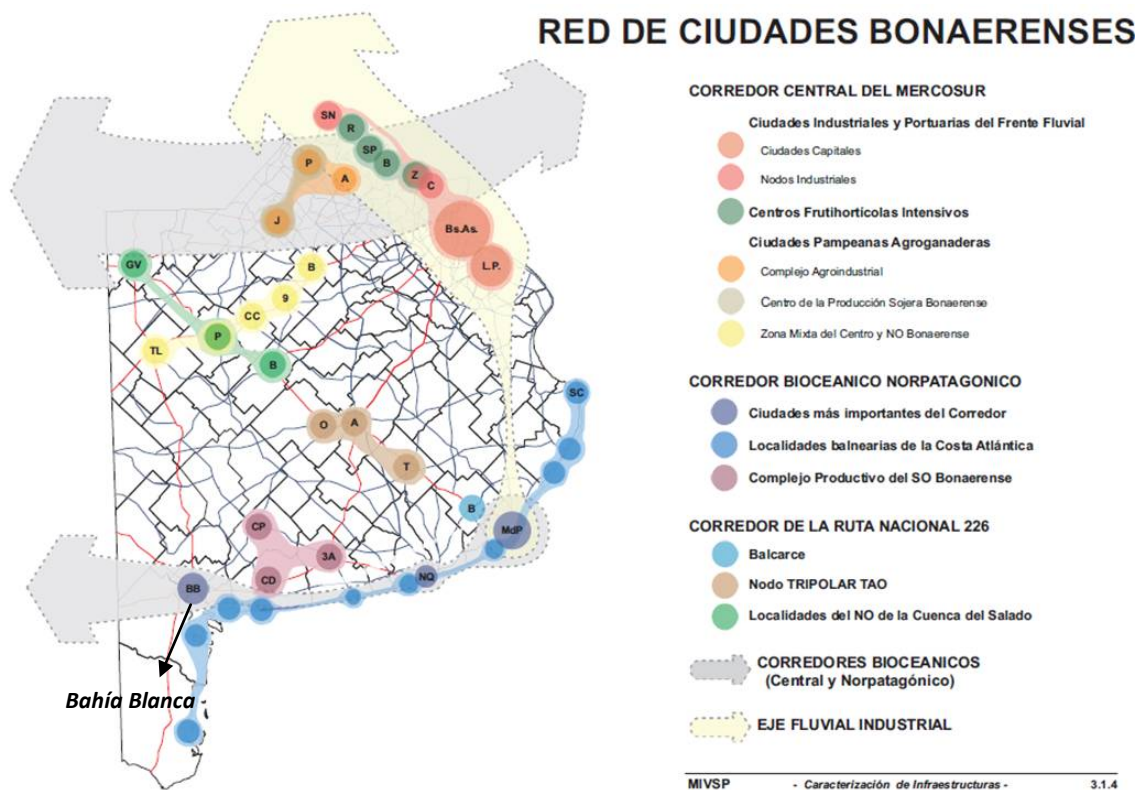 RED DE CIUDADES BONAERENSES
CORREDOR CENTRAL DEL MERCOSUR
Ciudades Industriales y Portuarias del Frente Fluvial
Ciudades Capitales
Nodos Industriales
Centros Frutihortícolas Intensivos
Ciudades Pampeanas Agroganaderas
Complejo Agroindustrial
Centro de la Producción Sojera Bonaerense
Zona Mixta del Centro y NO Bonaerense
CORREDOR BIOCEANICO NORPATAGONICO
Ciudades más importantes del Corredor
Localidades balnearias de la Costa Atlántica
Complejo Productivo del SO Bonaerense
CORREDOR DE LA RUTA NACIONAL 226
Balcarce
Nodo TRIPOLAR TAO
Localidades del NO de la Cuenca del Salado
CORREDORES BIOCEANICOS
(Central y Norpatagónico)
EJE FLUVIAL INDUSTRIAL
MIVSP - Caracterización de Infraestructuras - 3.1.4
SN
R
SP
B
P
A
Z
C
J
Bs.As.
L.P.
GV
B
9
CC
P
TL
B
SC
O
A
T
B
MdP
CP
3A
CD
NQ
BB
Bahía Blanca